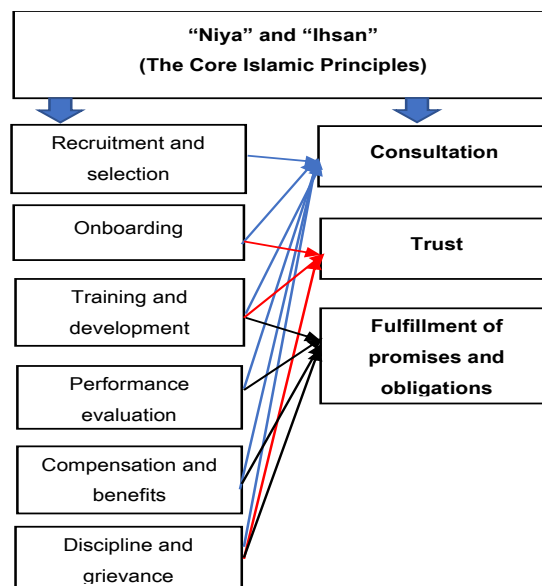 “Niya” and “Ihsan”
(The Core Islamic Principles)
Recruitment and
selection
Consultation
Onboarding
Trust
Training and
development
Fulfillment of
promises and
obligations
Performance
evaluation
Compensation and
benefits
Discipline and
grievance